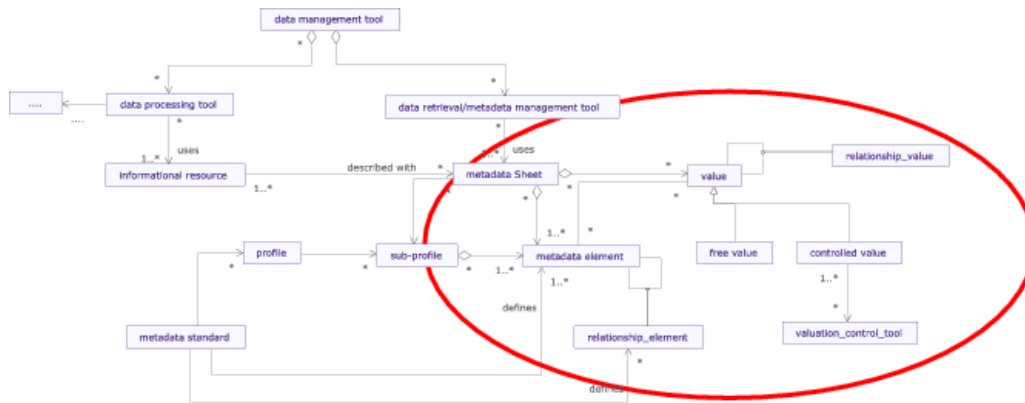 data management tool
*
*
*
....
data processing tool
....
*
uses
1..*
data retrieval/metadata management tool
*
uses
informational resource
1..*
described with
*
metadata Sheet
*
*
value
relationship_value
*
*
1..*
*
free value
controlled value
1..*
*
valuation_control_tool
profile
*
*
sub-profile
*
1..*
metadata element
1..*
defines
metadata standard
relationship_element
*
defines